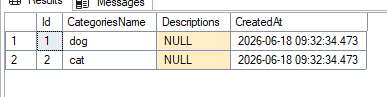 Results Messages
Id CategoriesName Descriptions CreatedAt
1 1 dog NULL 2026-06-18 09:32:34.473
2 2 cat NULL 2026-06-18 09:32:34.473